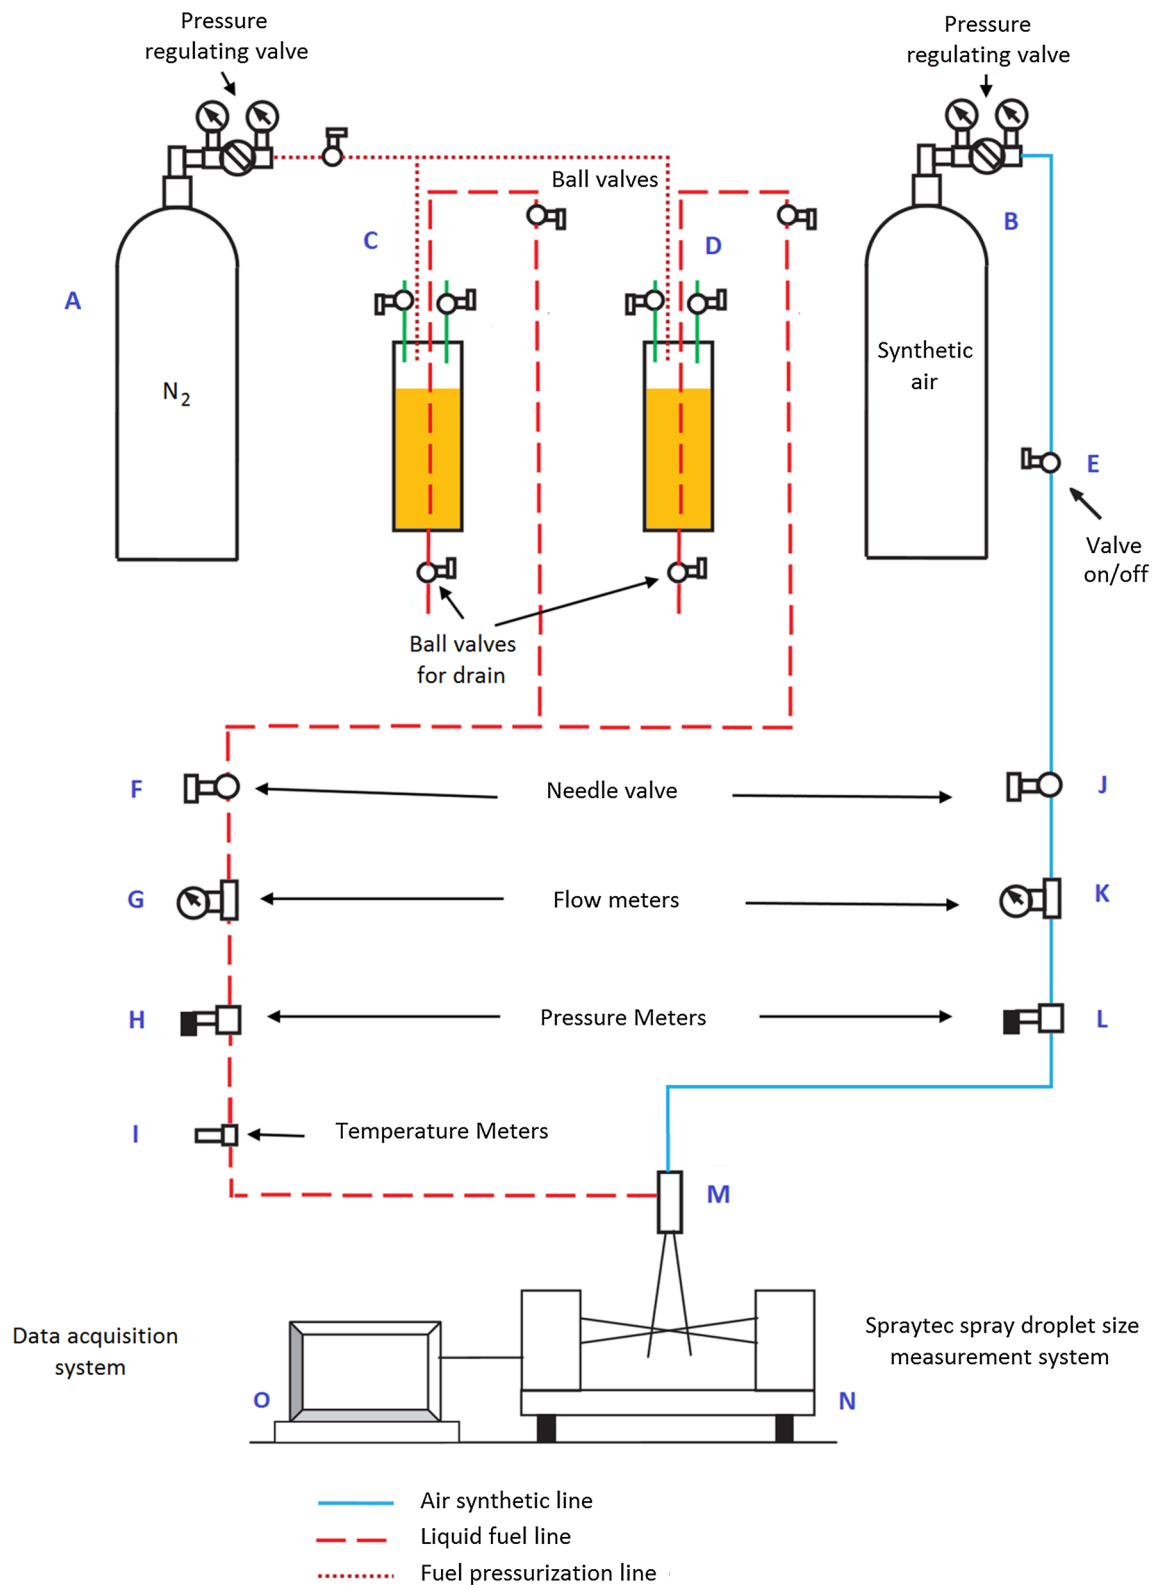 Pressure
regulating valve
Pressure
regulating valve
Ball valves
C
D
B
A
Synthetic
air
N2
E
Valve
on/off
Ball valves
for drain
F
Needle valve
J
G
Flow meters
K
H
Pressure Meters
L
I
Temperature Meters
M
Data acquisition
system
Spraytec spray droplet size
measurement system
O
N
Air synthetic line
Liquid fuel line
Fuel pressurization line